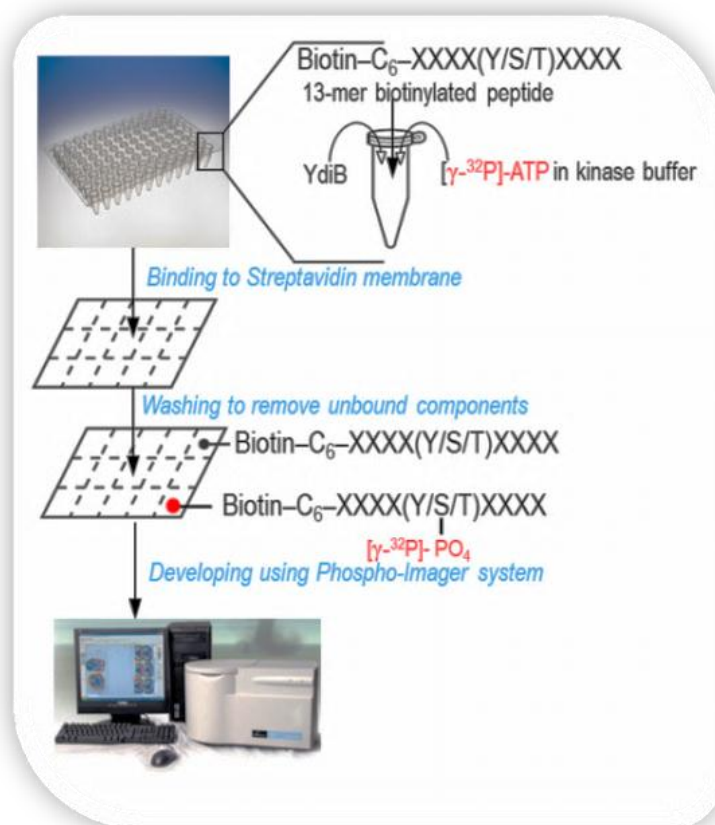 Biotin–C6–XXXX(Y/S/T)XXXX
13-mer biotinylated peptide
YdiB
[γ-32P]-ATP in kinase buffer
Binding to Streptavidin membrane
Washing to remove unbound components
Biotin–C6–XXXX(Y/S/T)XXXX
Biotin–C6–XXXX(Y/S/T)XXXX
[γ-32P]- PO4
Developing using Phospho-Imager system